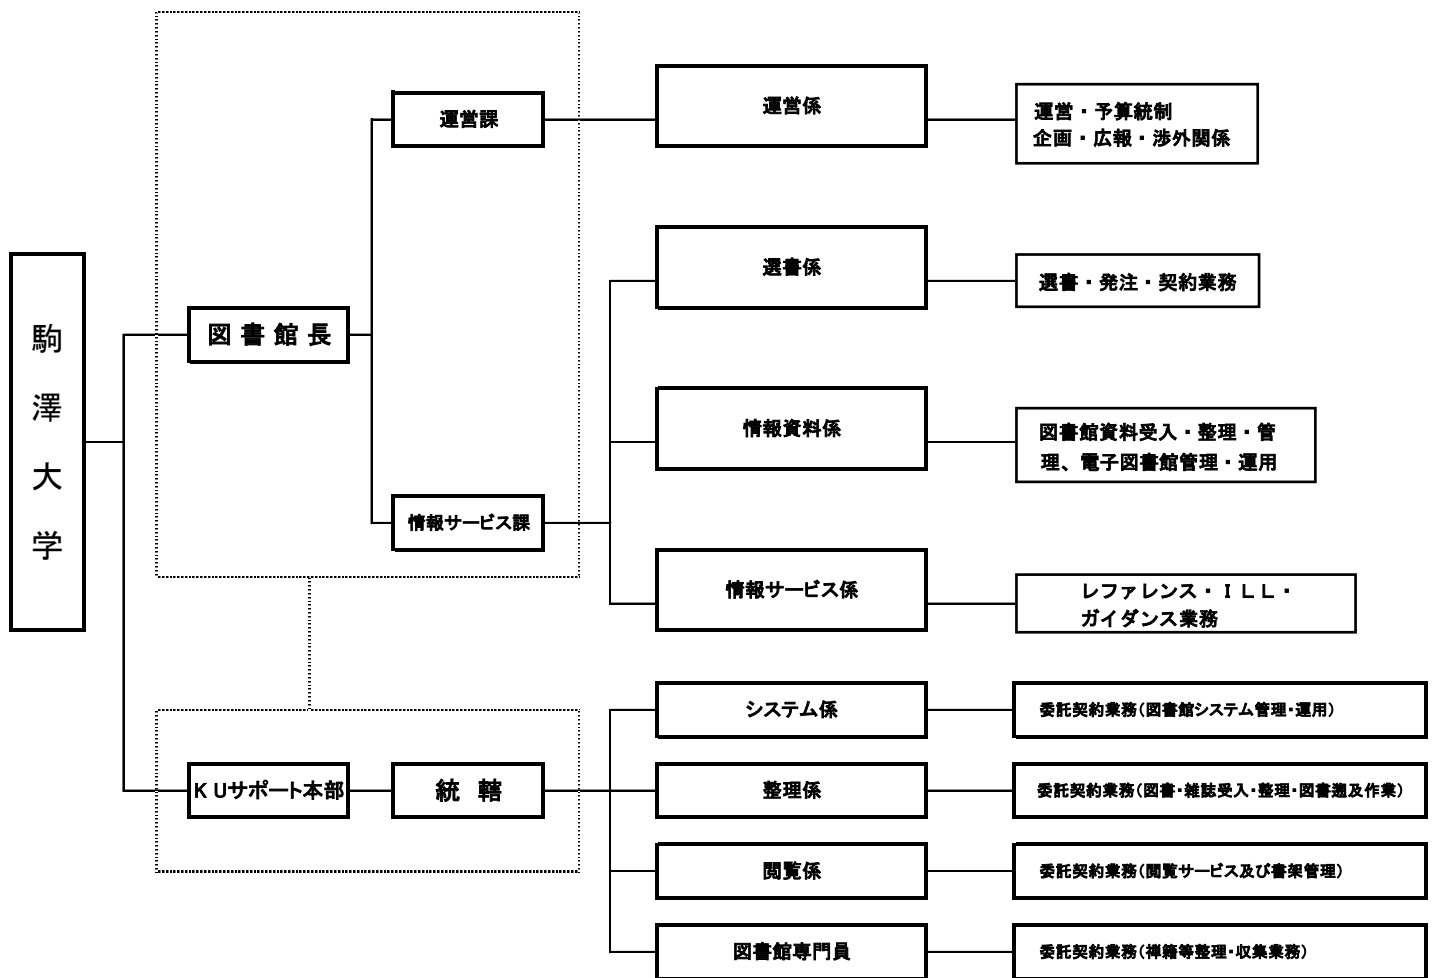 駒澤大学
図書館長
運営課
運営係
運営・予算統制
企画・広報・渉外関係
情報サービス課
選書係
選書・発注・契約業務
情報資料係
図書館資料受入・整理・管
理、電子図書館管理・運用
情報サービス係
レファレンス・ＩＬＬ・
ガイダンス業務
ＫＵサポート本部
統轄
システム係
委託契約業務(図書館システム管理・運用)
整理係
委託契約業務(図書・雑誌受入・整理・図書遡及作業)
閲覧係
委託契約業務(閲覧サービス及び書架管理)
図書館専門員
委託契約業務(禅籍等整理・収集業務)